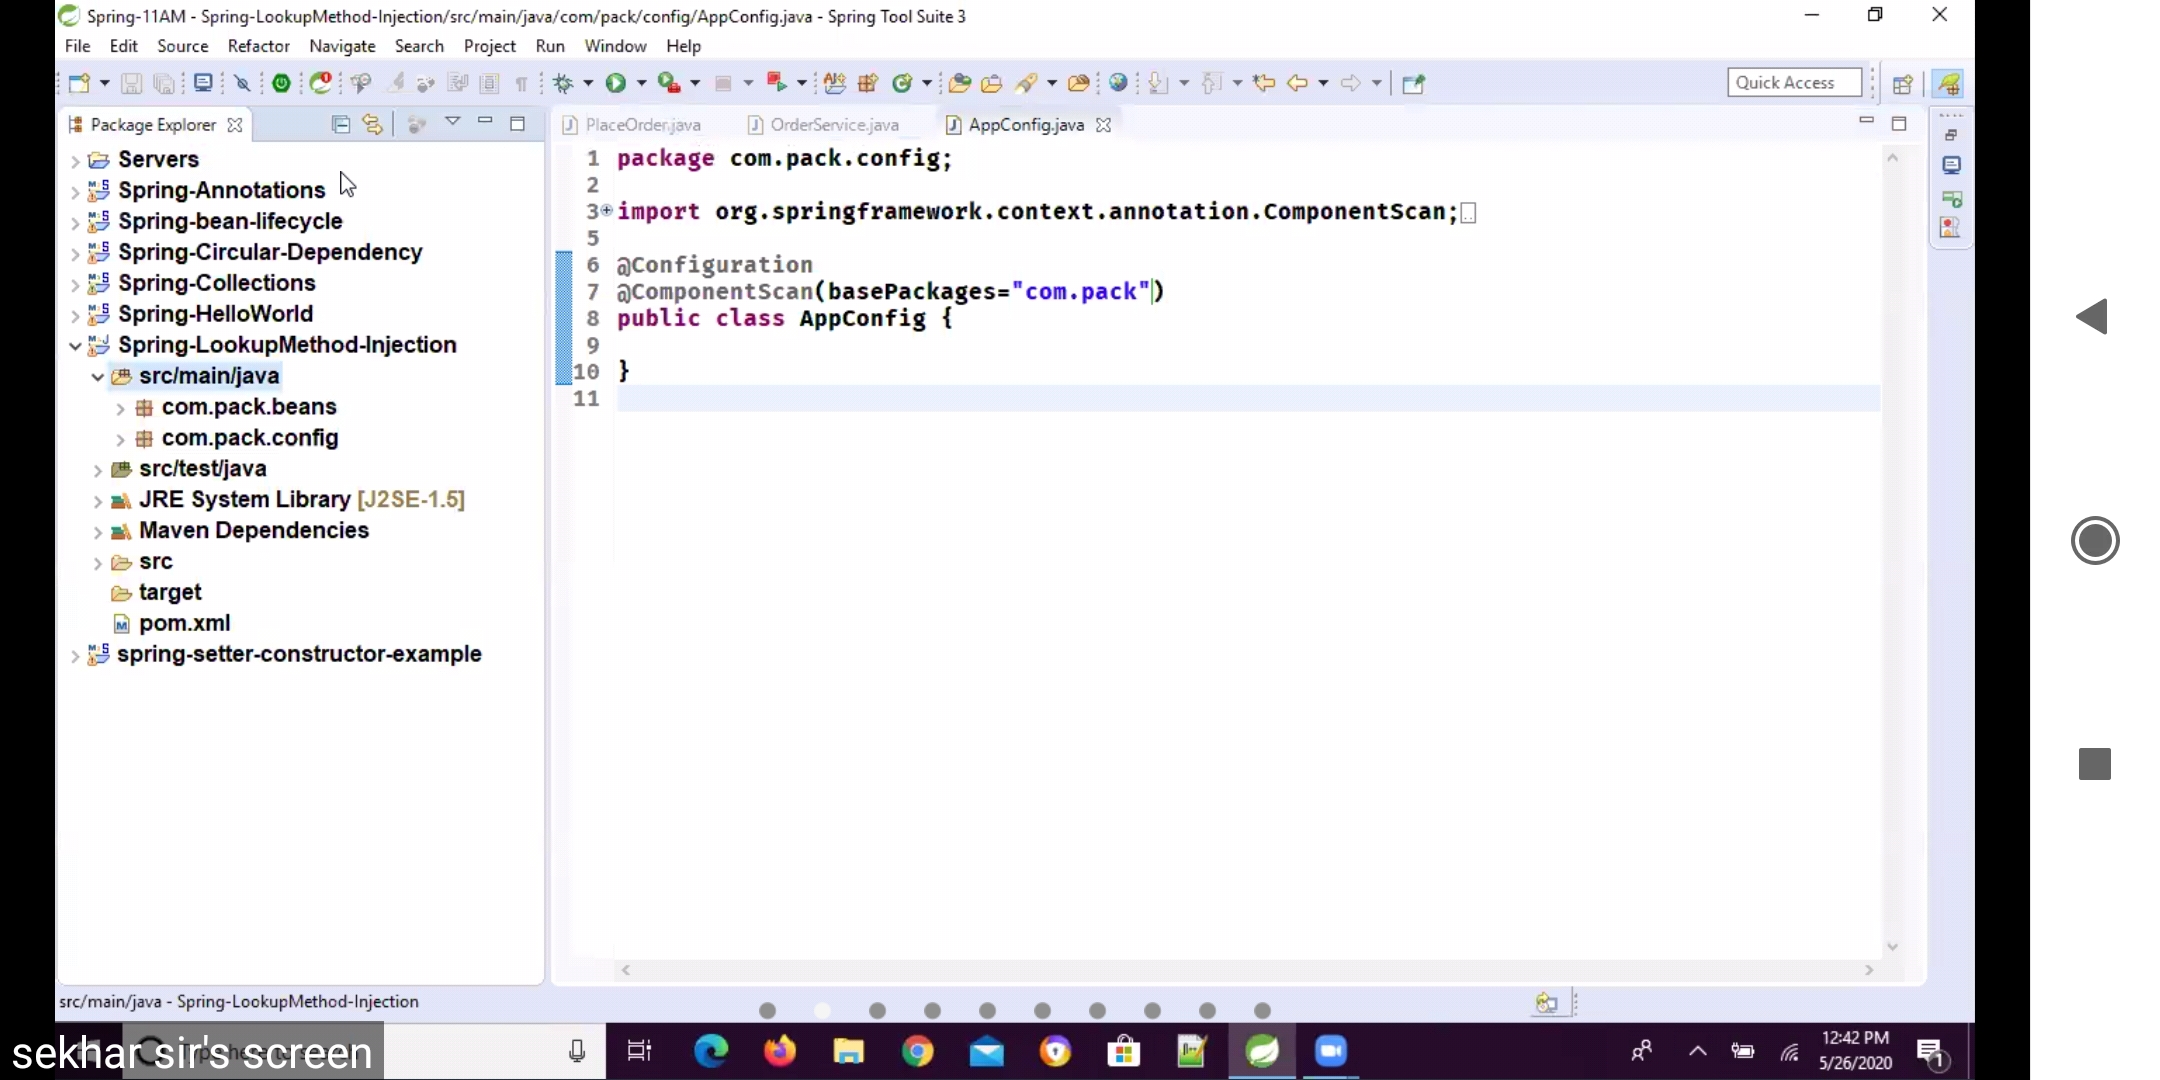 Spring-11AM - Spring-LookupMethod-Injection/src/main/java/com/pack/config/AppConfig.java - Spring Tool Suite 3
File Edit Source Refactor Navigate Search Project Run Window Help
Quick Access
Package Explorer
PlaceOrder.java OrderService.java AppConfig.java
Servers
Spring-Annotations
Spring-bean-lifecycle
Spring-Circular-Dependency
Spring-Collections
Spring-HelloWorld
Spring-LookupMethod-Injection
src/main/java
com.pack.beans
com.pack.config
src/test/java
JRE System Library [J2SE-1.5]
Maven Dependencies
src
target
pom.xml
spring-setter-constructor-example
1 package com.pack.config;
2
3 import org.springframework.context.annotation.ComponentScan;
5
6 @Configuration
7 @ComponentScan(basePackages="com.pack")
8 public class AppConfig {
9
10 }
11
src/main/java - Spring-LookupMethod-Injection
sekhar sir's screen
12:42 PM
5/26/2020
1